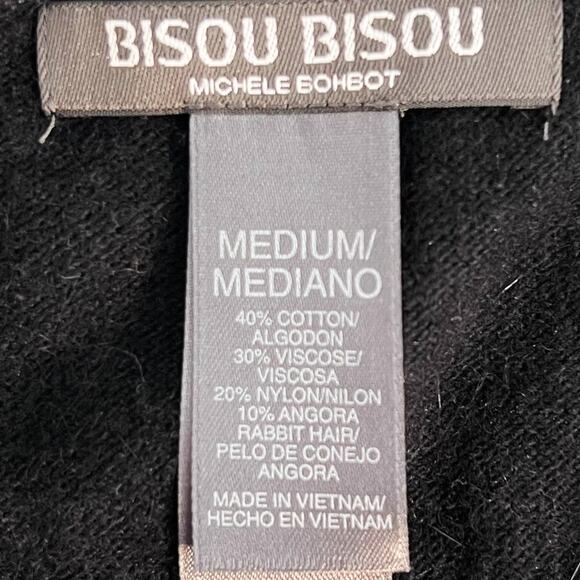 BISOU BISOU
MICHELE BOHBOT
MEDIUM/
MEDIANO
40% COTTON/
ALGODON
30% VISCOSE/
VISCOSA
20% NYLON/NILON
10% ANGORA
RABBIT HAIR/
PELO DE CONEJO
ANGORA
MADE IN VIETNAM/
HECHO EN VIETNAM